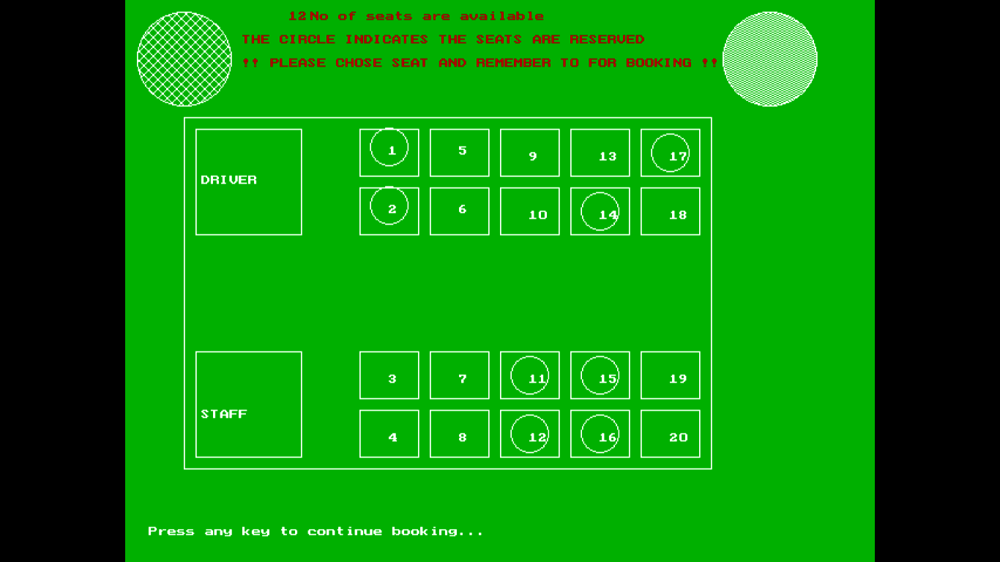 12No of seats are available
THE CIRCLE INDICATES THE SEATS ARE RESERVED
!! PLEASE CHOSE SEAT AND REMEMBER TO FOR BOOKING !!
1 5 9 13 17
DRIVER
2 6 10 14 18
3 7 11 15 19
STAFF
4 8 12 16 20
Press any key to continue booking...